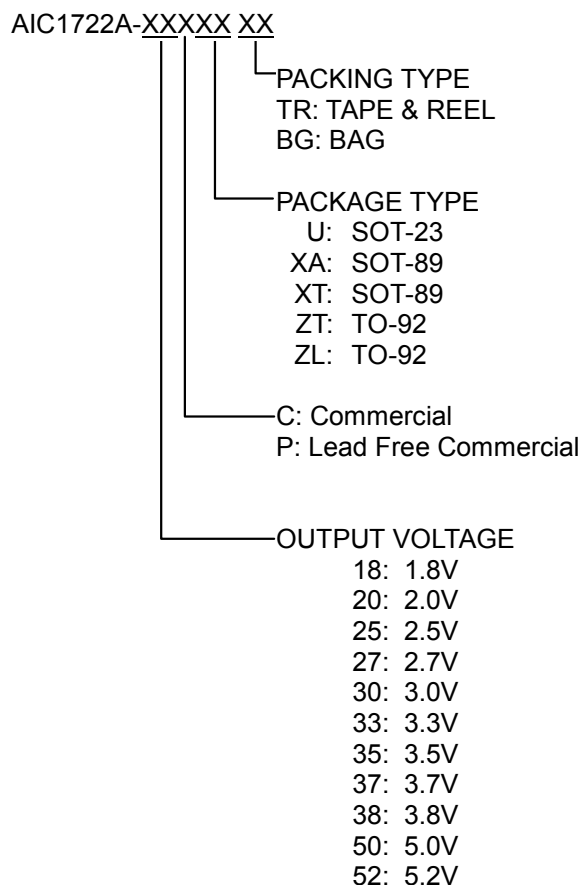 AIC1722A-XXXXX XX
PACKING TYPE
TR: TAPE & REEL
BG: BAG
PACKAGE TYPE
U: SOT-23
XA: SOT-89
XT: SOT-89
ZT: TO-92
ZL: TO-92
C: Commercial
P: Lead Free Commercial
OUTPUT VOLTAGE
18: 1.8V
20: 2.0V
25: 2.5V
27: 2.7V
30: 3.0V
33: 3.3V
35: 3.5V
37: 3.7V
38: 3.8V
50: 5.0V
52: 5.2V